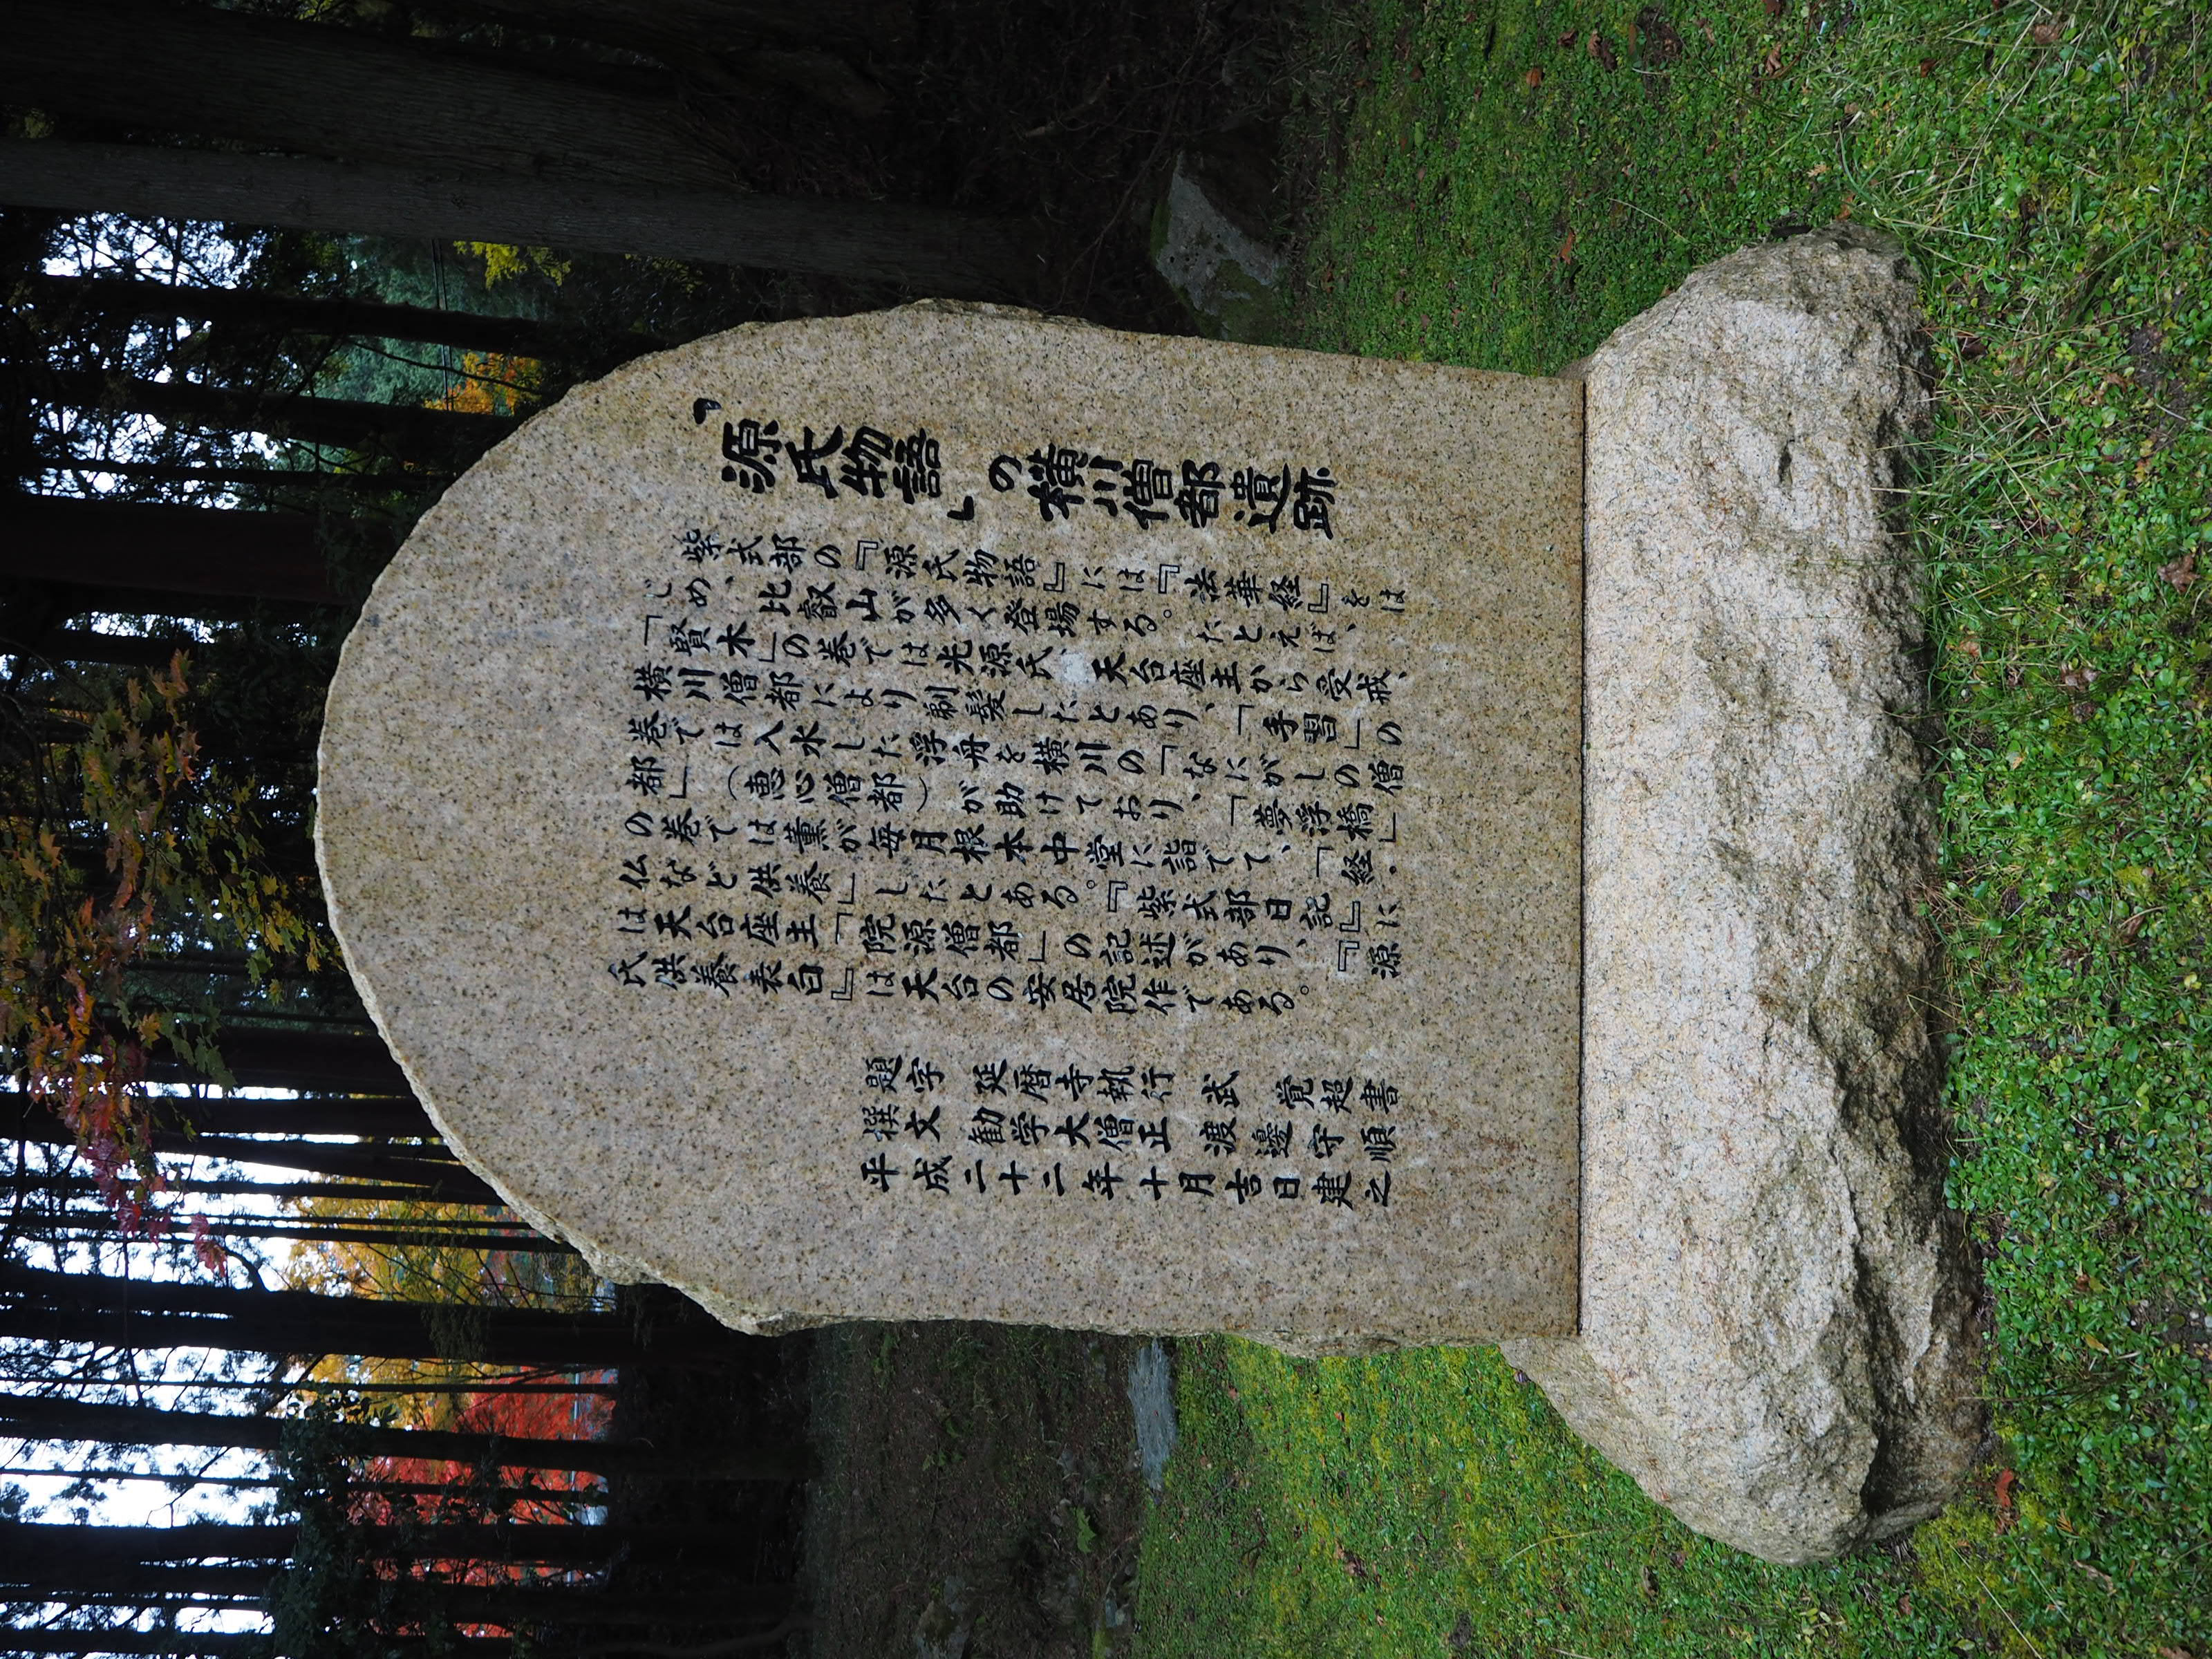 「源氏物語」の横川僧都遺跡
紫式部の『源氏物語』には『法華経』をは
じめ、比叡山が多く登場する。たとえば、
「賢木」の巻では光源氏、天台座主から受戒、
横川僧都により剃髪したとあり、「手習」の
巻では入水した浮舟を横川の「なにがしの僧
都」(恵心僧都)が助けており、「夢浮橋」
の巻では薫が毎月根本中堂に詣でて、「経・
仏など供養」したとある。『紫式部日記』に
は天台座主「院源僧都」の記述があり、『源
氏供養表白』は天台の安居院作である。
題字 延暦寺執行 武 覚超書
撰文 勧学大僧正 渡邊守順
平成二十二年十月吉日建之